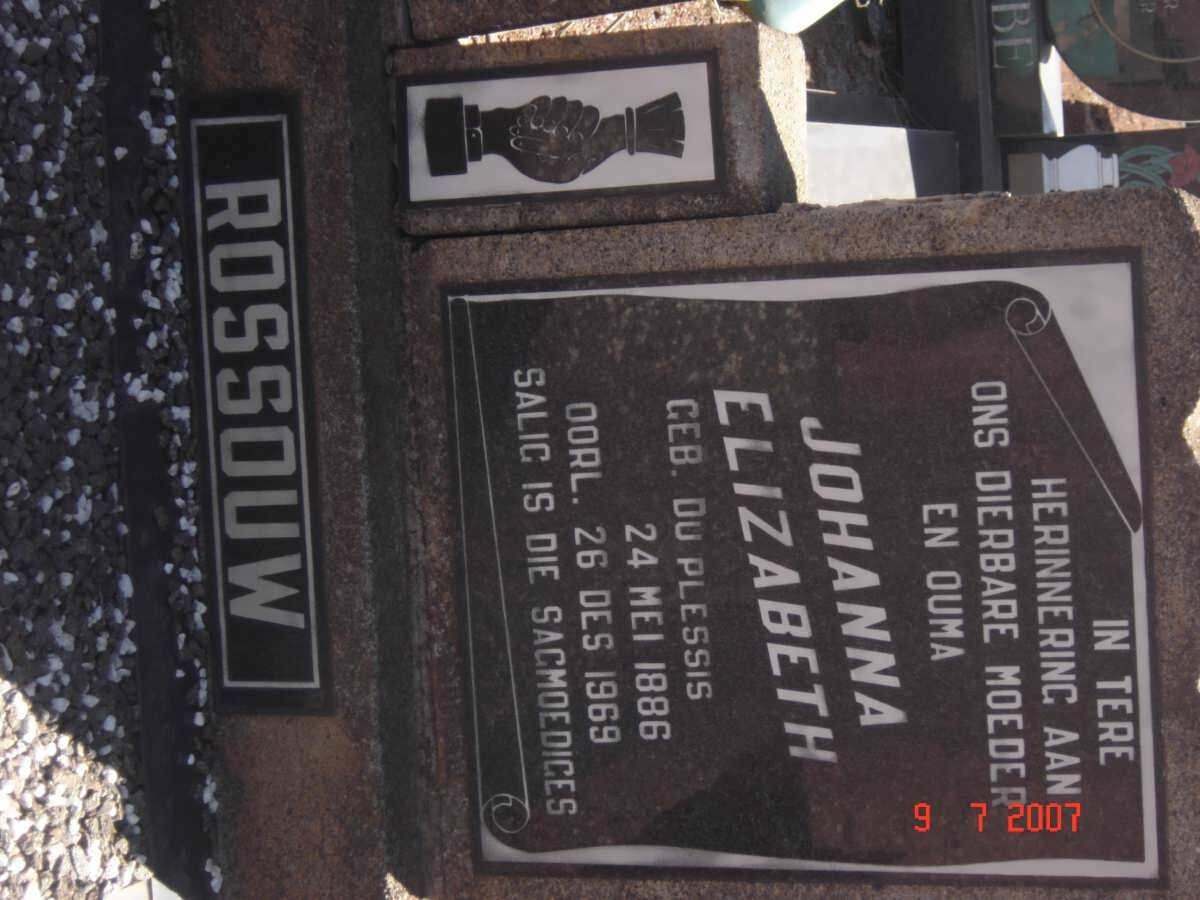 IN TERE
HERINNERING AAN
ONS DIERBARE MOEDER
EN OUMA
JOHANNA
ELIZABETH
GEB. DU PLESSIS
24 MEI 1886
OORL. 26 DES 1969
SALIG IS DIE SAGMOEDIGES
ROSSOUW
9 7 2007